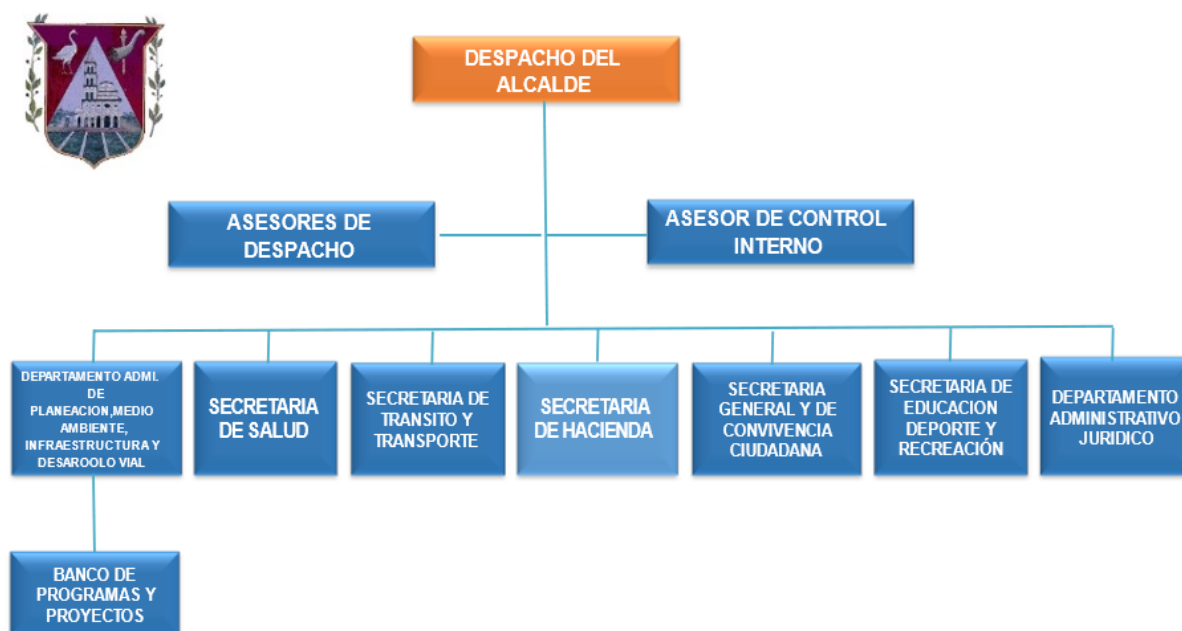 DESPACHO DEL
ALCALDE
ASESORES DE
DESPACHO
ASESOR DE CONTROL
INTERNO
DEPARTAMENTO ADMI.
DE
PLANEACION,MEDIO
AMBIENTE,
INFRAESTRUCTURA Y
DESAROOLO VIAL
SECRETARIA
DE SALUD
SECRETARIA DE
TRANSITO Y
TRANSPORTE
SECRETARIA
DE HACIENDA
SECRETARIA
GENERAL Y DE
CONVIVENCIA
CIUDADANA
SECRETARIA DE
EDUCACION
DEPORTE Y
RECREACIÓN
DEPARTAMENTO
ADMINISTRATIVO
JURIDICO
BANCO DE
PROGRAMAS Y
PROYECTOS